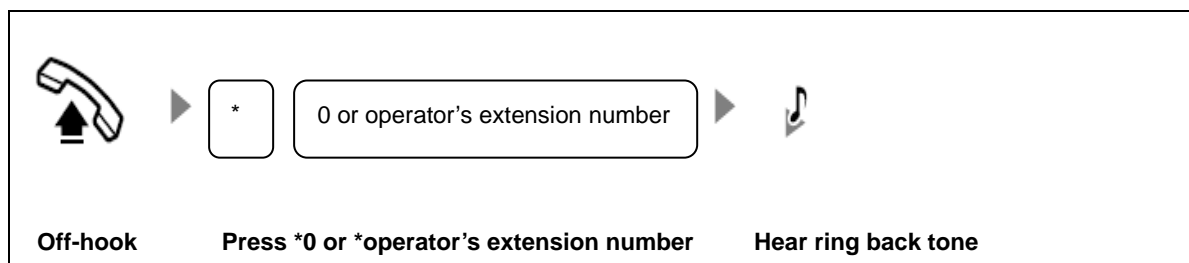 * 0 or operator’s extension number
Off-hook Press *0 or *operator’s extension number Hear ring back tone